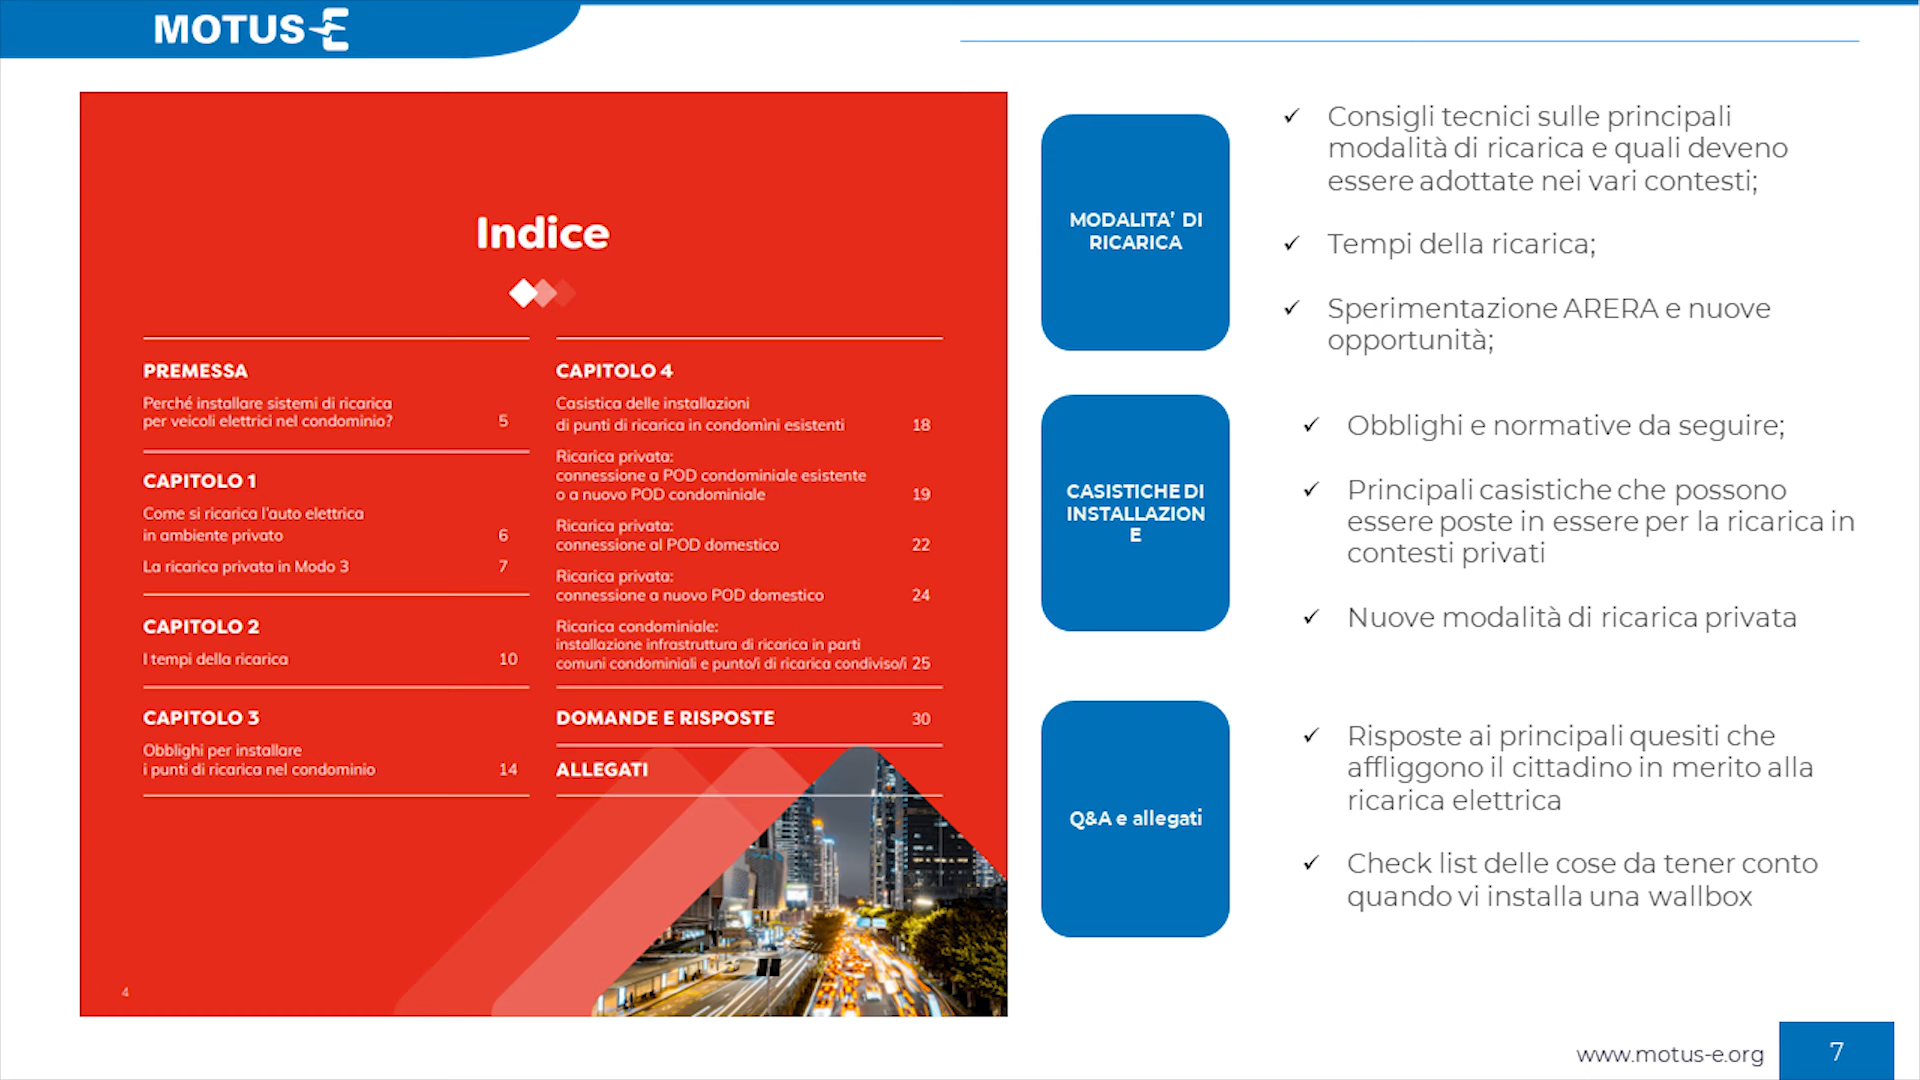 MOTUS-E
Indice
PREMESSA
Perché installare sistemi di ricarica
per veicoli elettrici nel condominio? 5
CAPITOLO 1
Come si ricarica l'auto elettrica
in ambiente privato 6
La ricarica privata in Modo 3 7
CAPITOLO 2
I tempi della ricarica 10
CAPITOLO 3
Obblighi per installare
i punti di ricarica nel condominio 14
CAPITOLO 4
Casistica delle installazioni
di punti di ricarica in condomìni esistenti 18
Ricarica privata:
connessione a POD condominiale esistente
o a nuovo POD condominiale 19
Ricarica privata:
connessione al POD domestico 22
Ricarica privata:
connessione a nuovo POD domestico 24
Ricarica condominiale:
installazione infrastruttura di ricarica in parti
comuni condominiali e punto/i di ricarica condiviso/i 25
DOMANDE E RISPOSTE 30
ALLEGATI
4
MODALITA' DI
RICARICA
✓ Consigli tecnici sulle principali
modalità di ricarica e quali deveno
essere adottate nei vari contesti;
✓ Tempi della ricarica;
✓ Sperimentazione ARERA e nuove
opportunità;
CASISTICHE DI
INSTALLAZION
E
✓ Obblighi e normative da seguire;
✓ Principali casistiche che possono
essere poste in essere per la ricarica in
contesti privati
✓ Nuove modalità di ricarica privata
Q&A e allegati
✓ Risposte ai principali quesiti che
affliggono il cittadino in merito alla
ricarica elettrica
✓ Check list delle cose da tener conto
quando vi installa una wallbox
www.motus-e.org
7